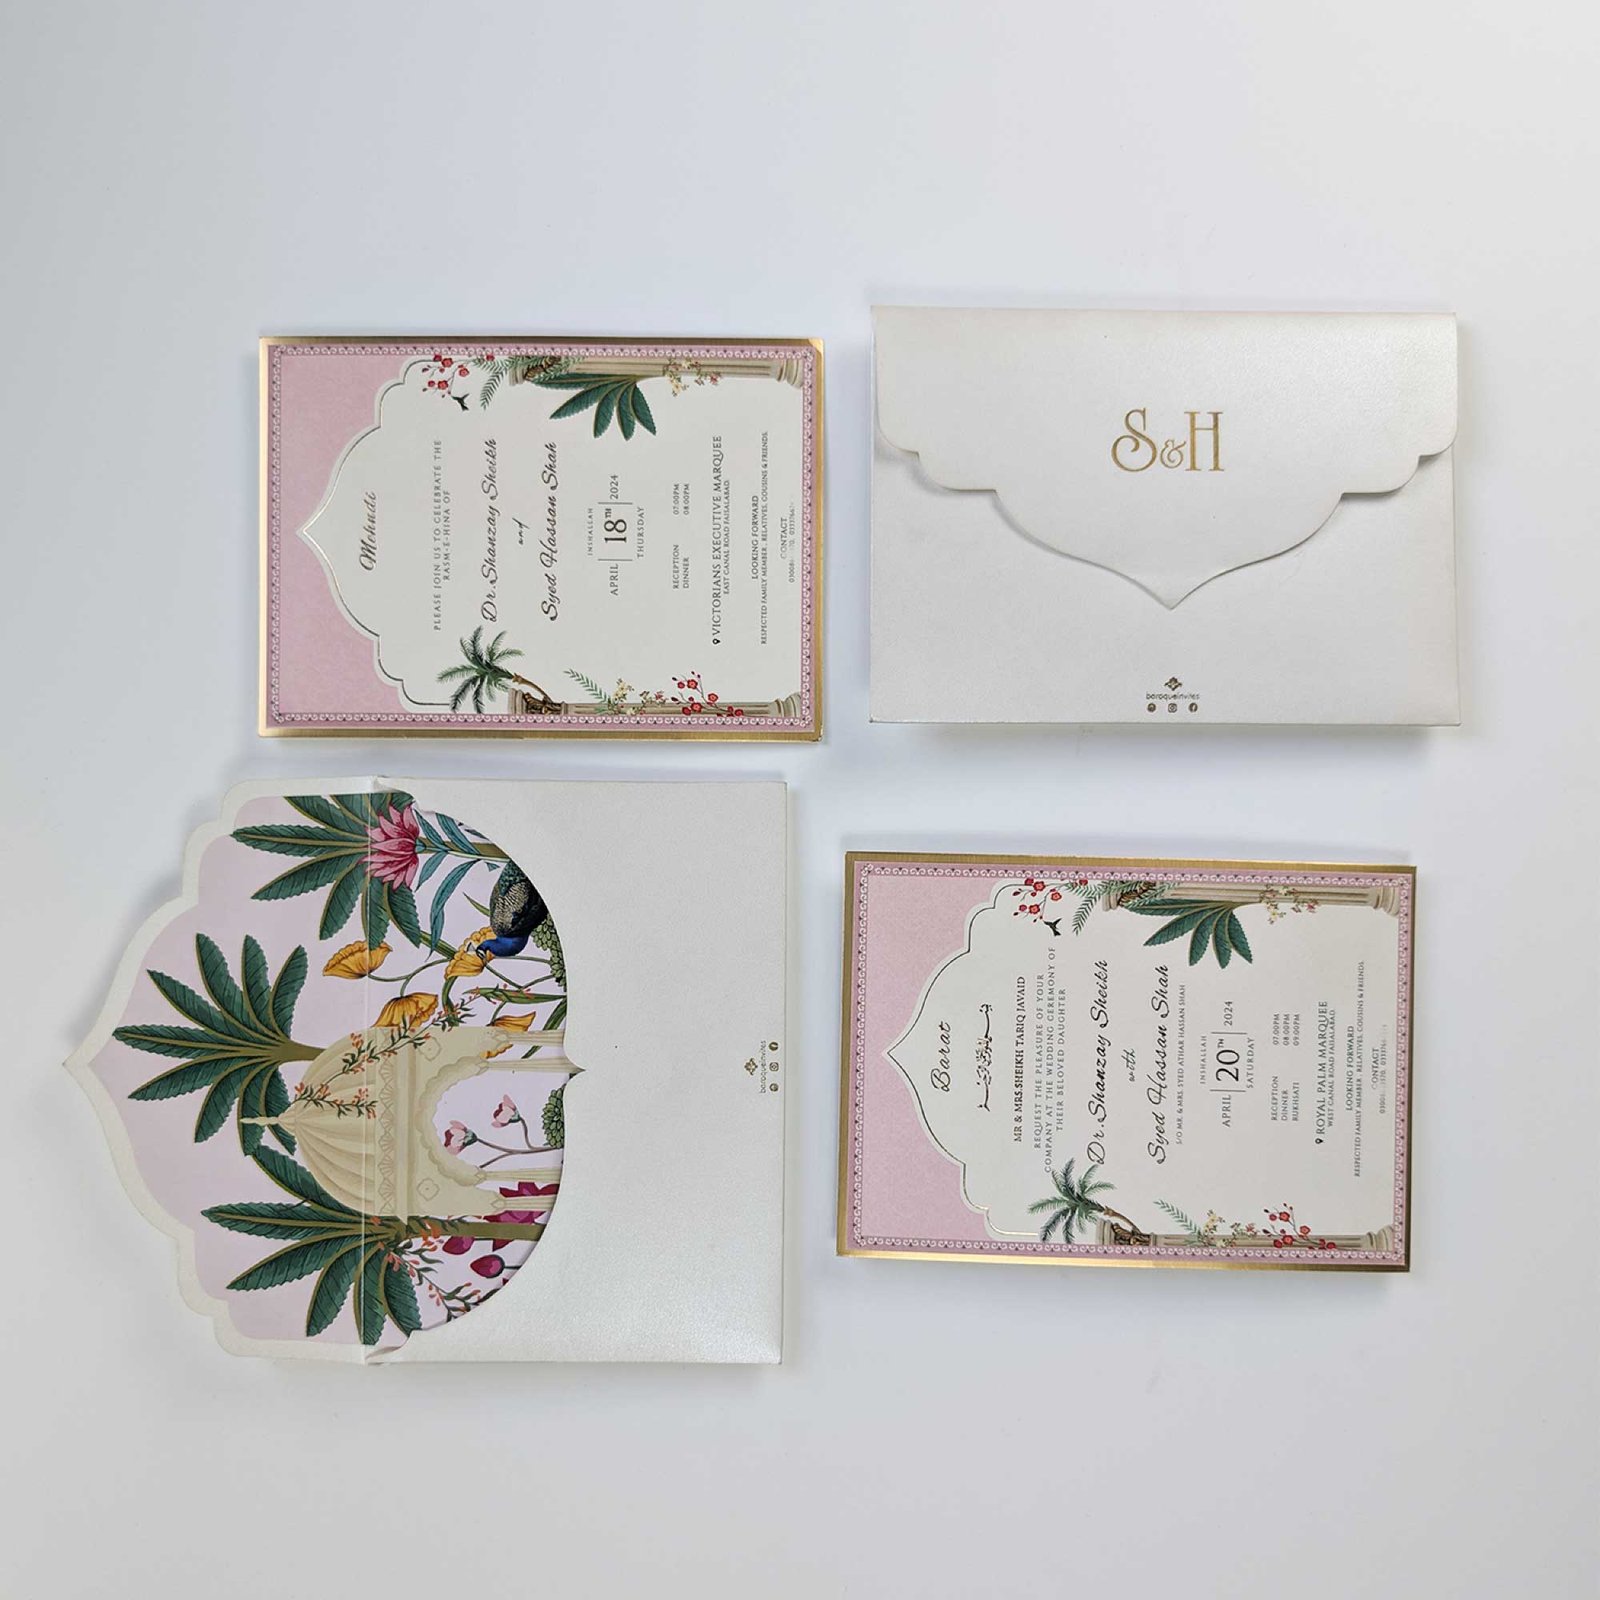 Mehndi
PLEASE JOIN US TO CELEBRATE THE
RASM-E-HINA OF
Dr.Shanzay Sheikh
and
Syed Hassan Shah
INSHALLAH
APRIL 18TH 2024
THURSDAY
RECEPTION 07:00PM
DINNER 08:00PM
VICTORIANS EXECUTIVE MARQUEE
EAST CANAL ROAD FAISALABAD.
LOOKING FORWARD
RESPECTED FAMILY MEMBER, RELATIVES, COUSINS & FRIENDS.
CONTACT
S&H
baroqueinvites
baroqueinvites
Barat
MR & MRS SHEIKH TARIQ JAVAID
REQUEST THE PLEASURE OF YOUR
COMPANY AT THE WEDDING CEREMONY OF
THEIR BELOVED DAUGHTER
Dr.Shanzay Sheikh
with
Syed Hassan Shah
S/O MR. & MRS SYED ATHAR HASSAN SHAH
INSHALLAH
APRIL 20TH 2024
SATURDAY
RECEPTION 07:00PM
DINNER 08:00PM
RUKHSATI 09:00PM
ROYAL PALM MARQUEE
WEST CANAL ROAD FAISALABAD.
LOOKING FORWARD
RESPECTED FAMILY MEMBER, RELATIVES, COUSINS & FRIENDS.
CONTACT